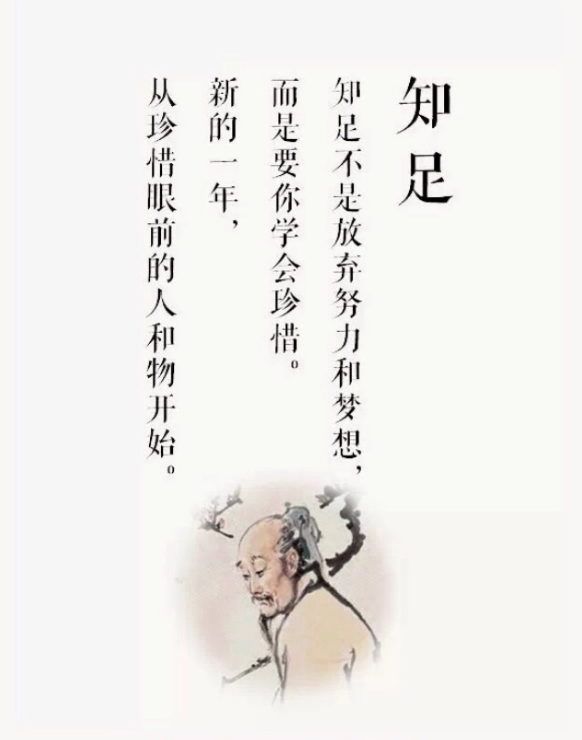 知足
知足不是放弃努力和梦想，
而是要你学会珍惜。
新的一年，
从珍惜眼前的人和物开始。